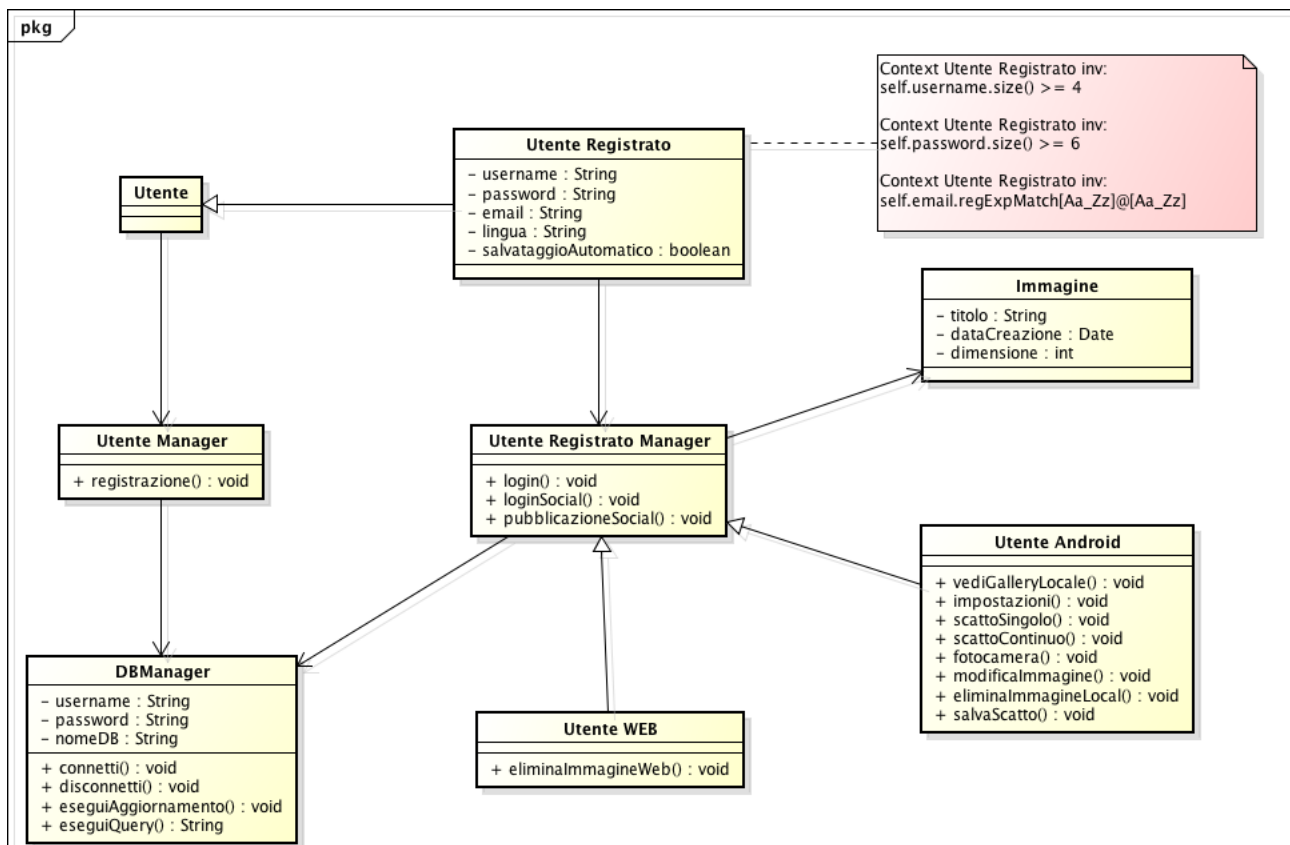 pkg
Context Utente Registrato inv:
self.username.size() >= 4
Context Utente Registrato inv:
self.password.size() >= 6
Context Utente Registrato inv:
self.email.regExpMatch[Aa_Zz]@[Aa_Zz]
Utente Registrato
- username : String
- password : String
- email : String
- lingua : String
- salvataggioAutomatico : boolean
Utente
Immagine
- titolo : String
- dataCreazione : Date
- dimensione : int
Utente Manager
+ registrazione() : void
Utente Registrato Manager
+ login() : void
+ loginSocial() : void
+ pubblicazioneSocial() : void
Utente Android
+ vediGalleryLocale() : void
+ impostazioni() : void
+ scattoSingolo() : void
+ scattoContinuo() : void
+ fotocamera() : void
+ modificaImmagine() : void
+ eliminaImmagineLocal() : void
+ salvaScatto() : void
DBManager
- username : String
- password : String
- nomeDB : String
+ connetti() : void
+ disconnetti() : void
+ eseguiAggiornamento() : void
+ eseguiQuery() : String
Utente WEB
+ eliminaImmagineWeb() : void